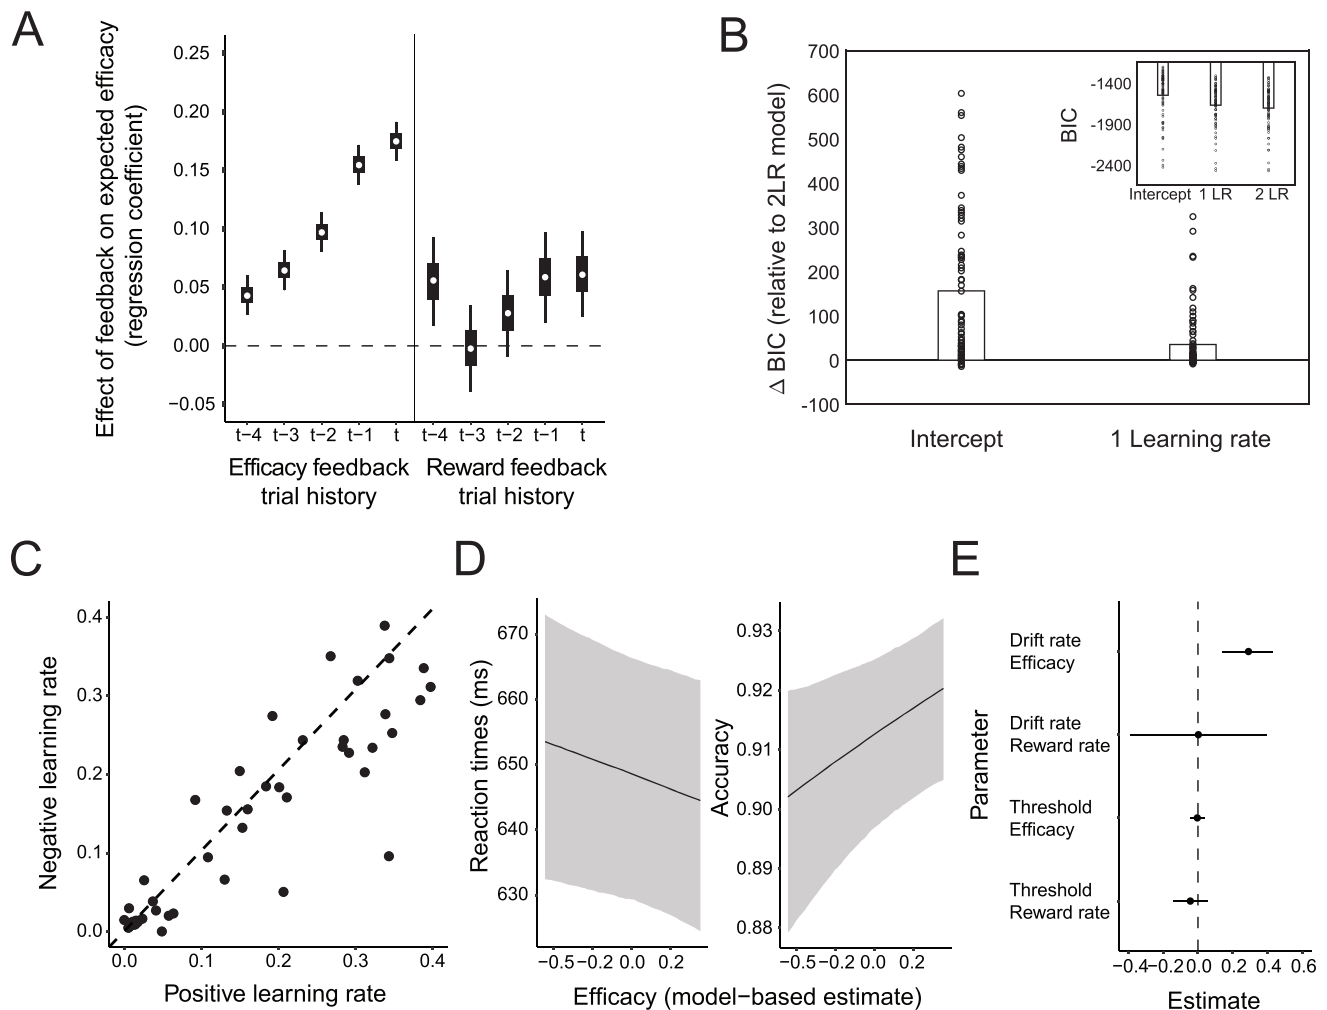 A
Effect of feedback on expected efficacy
(regression coefficient)
0.25
0.20
0.15
0.10
0.05
0.00
−0.05
t−4 t−3 t−2 t−1 t t−4 t−3 t−2 t−1 t
Efficacy feedback
trial history
Reward feedback
trial history
B
Δ BIC (relative to 2LR model)
700
600
500
400
300
200
100
0
-100
Intercept
1 Learning rate
BIC
-1400
-1900
-2400
Intercept 1 LR 2 LR
C
Negative learning rate
0.4
0.3
0.2
0.1
0.0
0.0 0.1 0.2 0.3 0.4
Positive learning rate
D
Reaction times (ms)
670
660
650
640
630
−0.5 −0.2 0.0 0.2
Accuracy
0.93
0.92
0.91
0.90
0.89
0.88
−0.5 −0.2 0.0 0.2
Efficacy (model−based estimate)
E
Parameter
Drift rate
Efficacy
Drift rate
Reward rate
Threshold
Efficacy
Threshold
Reward rate
−0.4 −0.2 0.0 0.2 0.4 0.6
Estimate